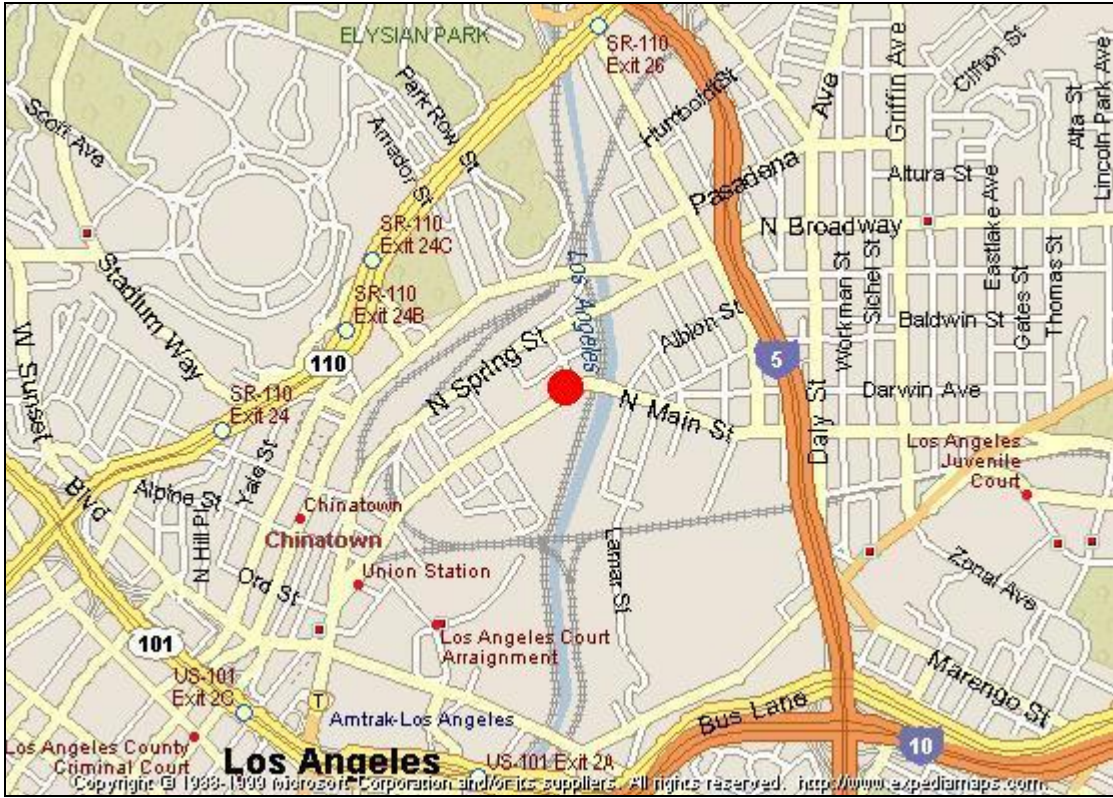 ELYSIAN PARK
SR-110
Exit 26
Clifton St
Griffin Ave
Ave
Alta St
Lincoln Park Ave
Park Row St
Humboldt St
Scott Ave
Amador St
Pasadena
Altura St
SR-110
Exit 24C
N Broadway
Eastlake Ave
Stadium Way
Los Angeles
Workman St
Sichel St
Gates St
Thomas St
SR-110
Exit 24B
Albion St
Baldwin St
110
N Spring St
5
W Sunset
Blvd
SR-110
Exit 24
N Main St
Daly St
Darwin Ave
Los Angeles
Juvenile
Court
Yale St
Alpine St
Chinatown
Chinatown
N Hill Pl
Ord St
Union Station
Lamar St
Zonal Ave
101
Los Angeles Court
Arraignment
US-101
Exit 2C
T
Amtrak-Los Angeles
Bus Lane
Marengo St
10
Los Angeles County
Criminal Court
Los Angeles
US-101 Exit 2A
Copyright © 1988-1999 Microsoft Corporation and/or its suppliers. All rights reserved. http://www.expediamaps.com.